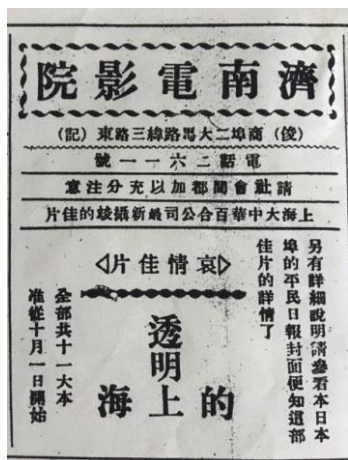 濟南電影院
(俊) 商埠二大馬路緯三路東 (記)
電話二六一一號
請社會間都加以充分注意
上海大中華百合公司最新攝竣的佳片
另有詳細說明請參看本日本
埠的平民日報封面便知道部
佳片的詳情了
▷哀情佳片◁
透明
的上海
全部共十一大本
准從十月一日開始